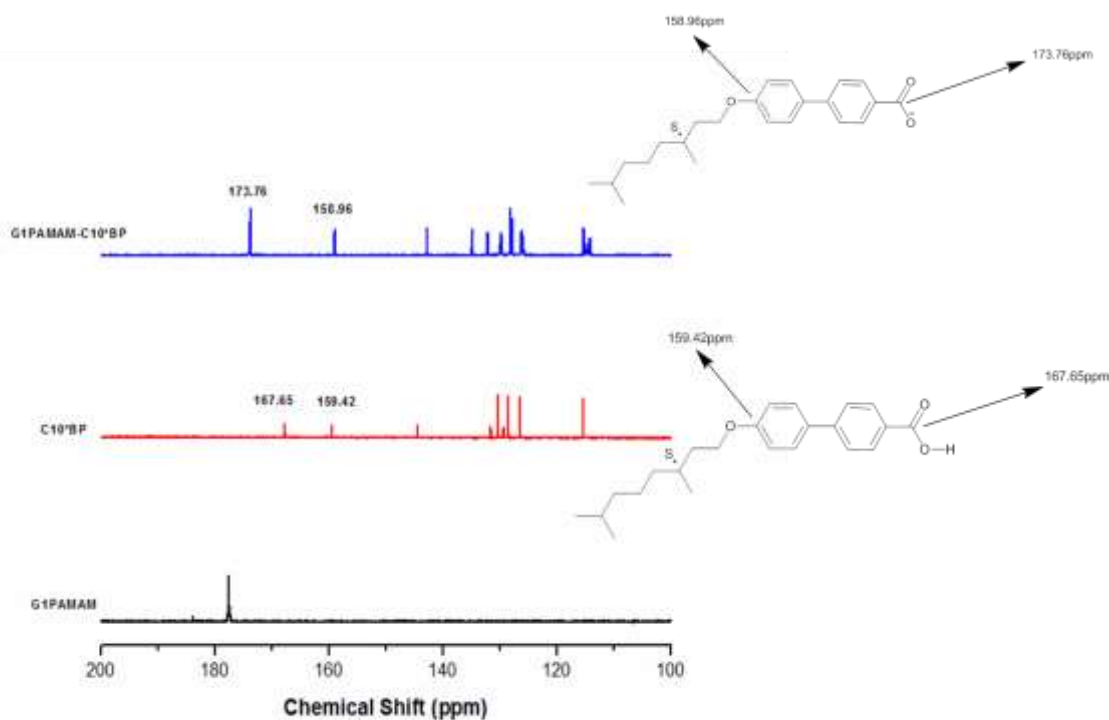 158.96ppm
173.76ppm
O
O
O
-
S
*
173.76
158.96
G1PAMAM-C10*BP
159.42ppm
167.65ppm
O
O
O-H
S
*
167.65
159.42
C10*BP
G1PAMAM
200 180 160 140 120 100
Chemical Shift (ppm)